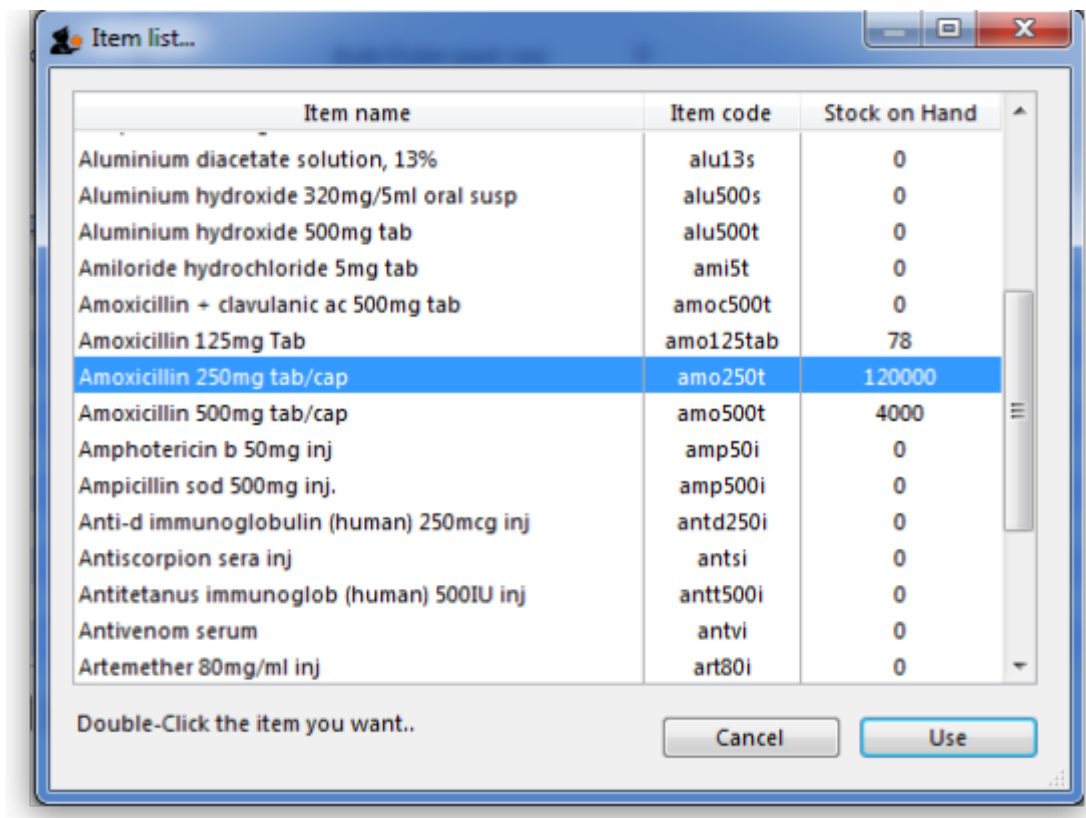 Item list...
Item name Item code Stock on Hand
Aluminium diacetate solution, 13% alu13s 0
Aluminium hydroxide 320mg/5ml oral susp alu500s 0
Aluminium hydroxide 500mg tab alu500t 0
Amiloride hydrochloride 5mg tab ami5t 0
Amoxicillin + clavulanic ac 500mg tab amoc500t 0
Amoxicillin 125mg Tab amo125tab 78
Amoxicillin 250mg tab/cap amo250t 120000
Amoxicillin 500mg tab/cap amo500t 4000
Amphotericin b 50mg inj amp50i 0
Ampicillin sod 500mg inj. amp500i 0
Anti-d immunoglobulin (human) 250mcg inj antd250i 0
Antiscorpion sera inj antsi 0
Antitetanus immunoglob (human) 500IU inj antt500i 0
Antivenom serum antvi 0
Artemether 80mg/ml inj art80i 0
Double-Click the item you want..
Cancel Use